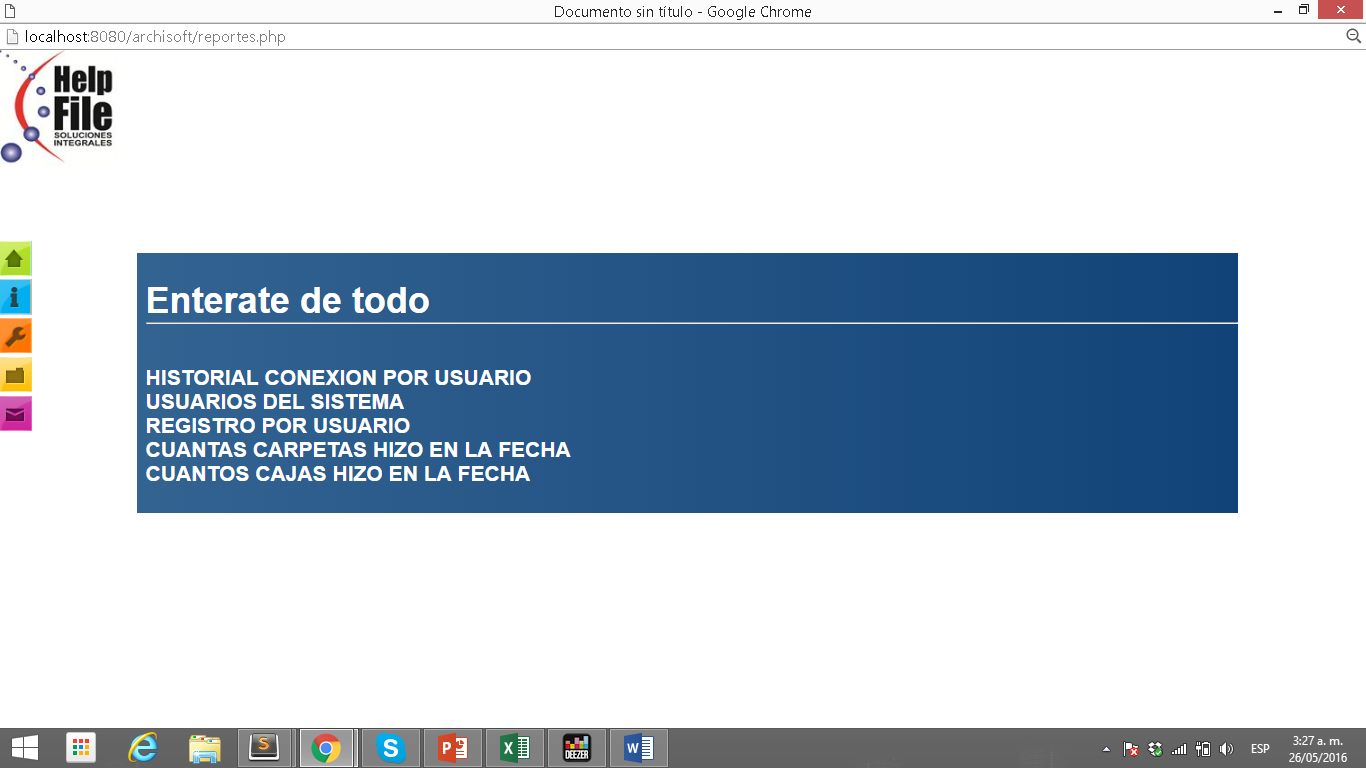 Documento sin título - Google Chrome
localhost:8080/archisoft/reportes.php
Help
File
SOLUCIONES
INTEGRALES
Enterate de todo
HISTORIAL CONEXION POR USUARIO
USUARIOS DEL SISTEMA
REGISTRO POR USUARIO
CUANTAS CARPETAS HIZO EN LA FECHA
CUANTOS CAJAS HIZO EN LA FECHA
DEEZER
ESP
3:27 a. m.
26/05/2016